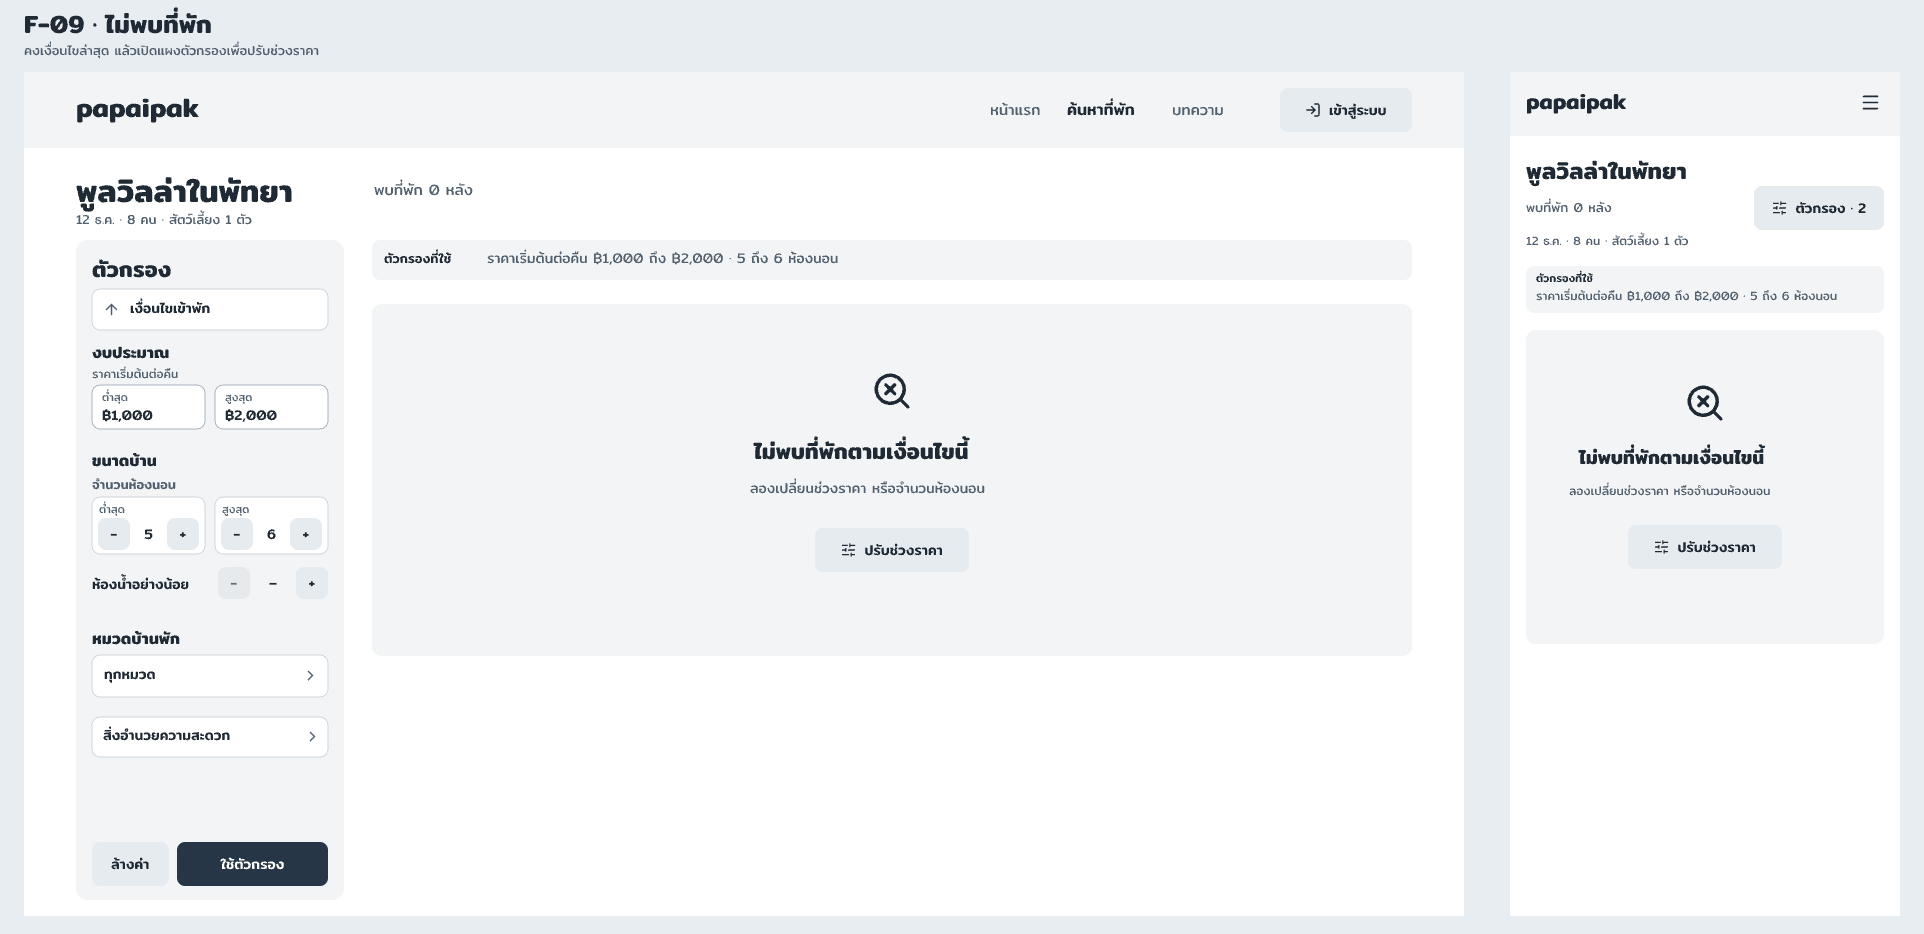 F-09 · ไม่พบที่พัก
คงเงื่อนไขล่าสุด แล้วเปิดแผงตัวกรองเพื่อปรับช่วงราคา
papaipak
หน้าแรก
ค้นหาที่พัก
บทความ
เข้าสู่ระบบ
พูลวิลล่าในพัทยา
12 ธ.ค. · 8 คน · สัตว์เลี้ยง 1 ตัว
พบที่พัก 0 หลัง
ตัวกรอง
เงื่อนไขเข้าพัก
งบประมาณ
ราคาเริ่มต้นต่อคืน
ต่ำสุด
฿1,000
สูงสุด
฿2,000
ขนาดบ้าน
จำนวนห้องนอน
ต่ำสุด
- 5 +
สูงสุด
- 6 +
ห้องน้ำอย่างน้อย
- – +
หมวดบ้านพัก
ทุกหมวด
สิ่งอำนวยความสะดวก
ล้างค่า
ใช้ตัวกรอง
ตัวกรองที่ใช้
ราคาเริ่มต้นต่อคืน ฿1,000 ถึง ฿2,000 · 5 ถึง 6 ห้องนอน
ไม่พบที่พักตามเงื่อนไขนี้
ลองเปลี่ยนช่วงราคา หรือจำนวนห้องนอน
ปรับช่วงราคา
papaipak
พูลวิลล่าในพัทยา
พบที่พัก 0 หลัง
ตัวกรอง · 2
12 ธ.ค. · 8 คน · สัตว์เลี้ยง 1 ตัว
ตัวกรองที่ใช้
ราคาเริ่มต้นต่อคืน ฿1,000 ถึง ฿2,000 · 5 ถึง 6 ห้องนอน
ไม่พบที่พักตามเงื่อนไขนี้
ลองเปลี่ยนช่วงราคา หรือจำนวนห้องนอน
ปรับช่วงราคา